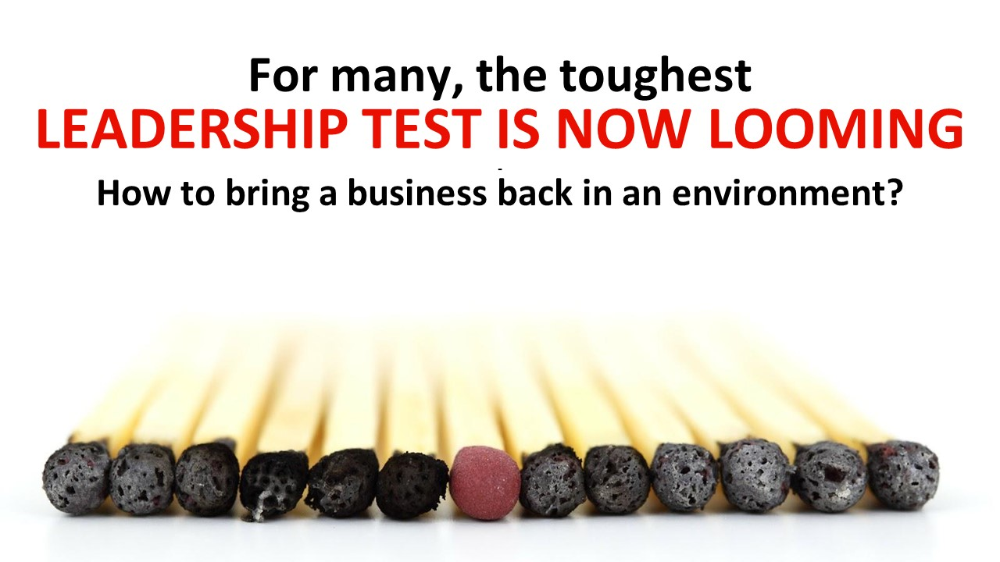 For many, the toughest
LEADERSHIP TEST IS NOW LOOMING
.
How to bring a business back in an environment?